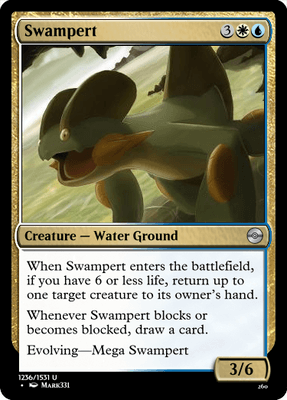 Swampert
3
Creature — Water Ground
When Swampert enters the battlefield,
if you have 6 or less life, return up to
one target creature to its owner's hand.
Whenever Swampert blocks or
becomes blocked, draw a card.
Evolving—Mega Swampert
3/6
1236/1531 U
• Mark331
260